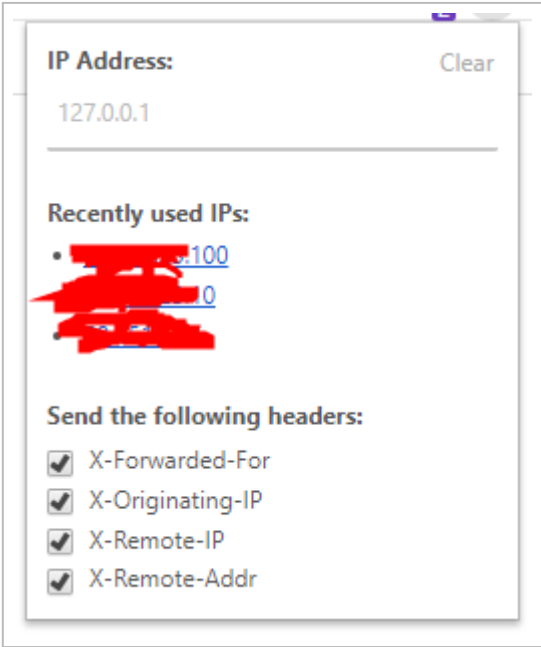 IP Address:
Clear
127.0.0.1
Recently used IPs:
.100
Send the following headers:
X-Forwarded-For
X-Originating-IP
X-Remote-IP
X-Remote-Addr